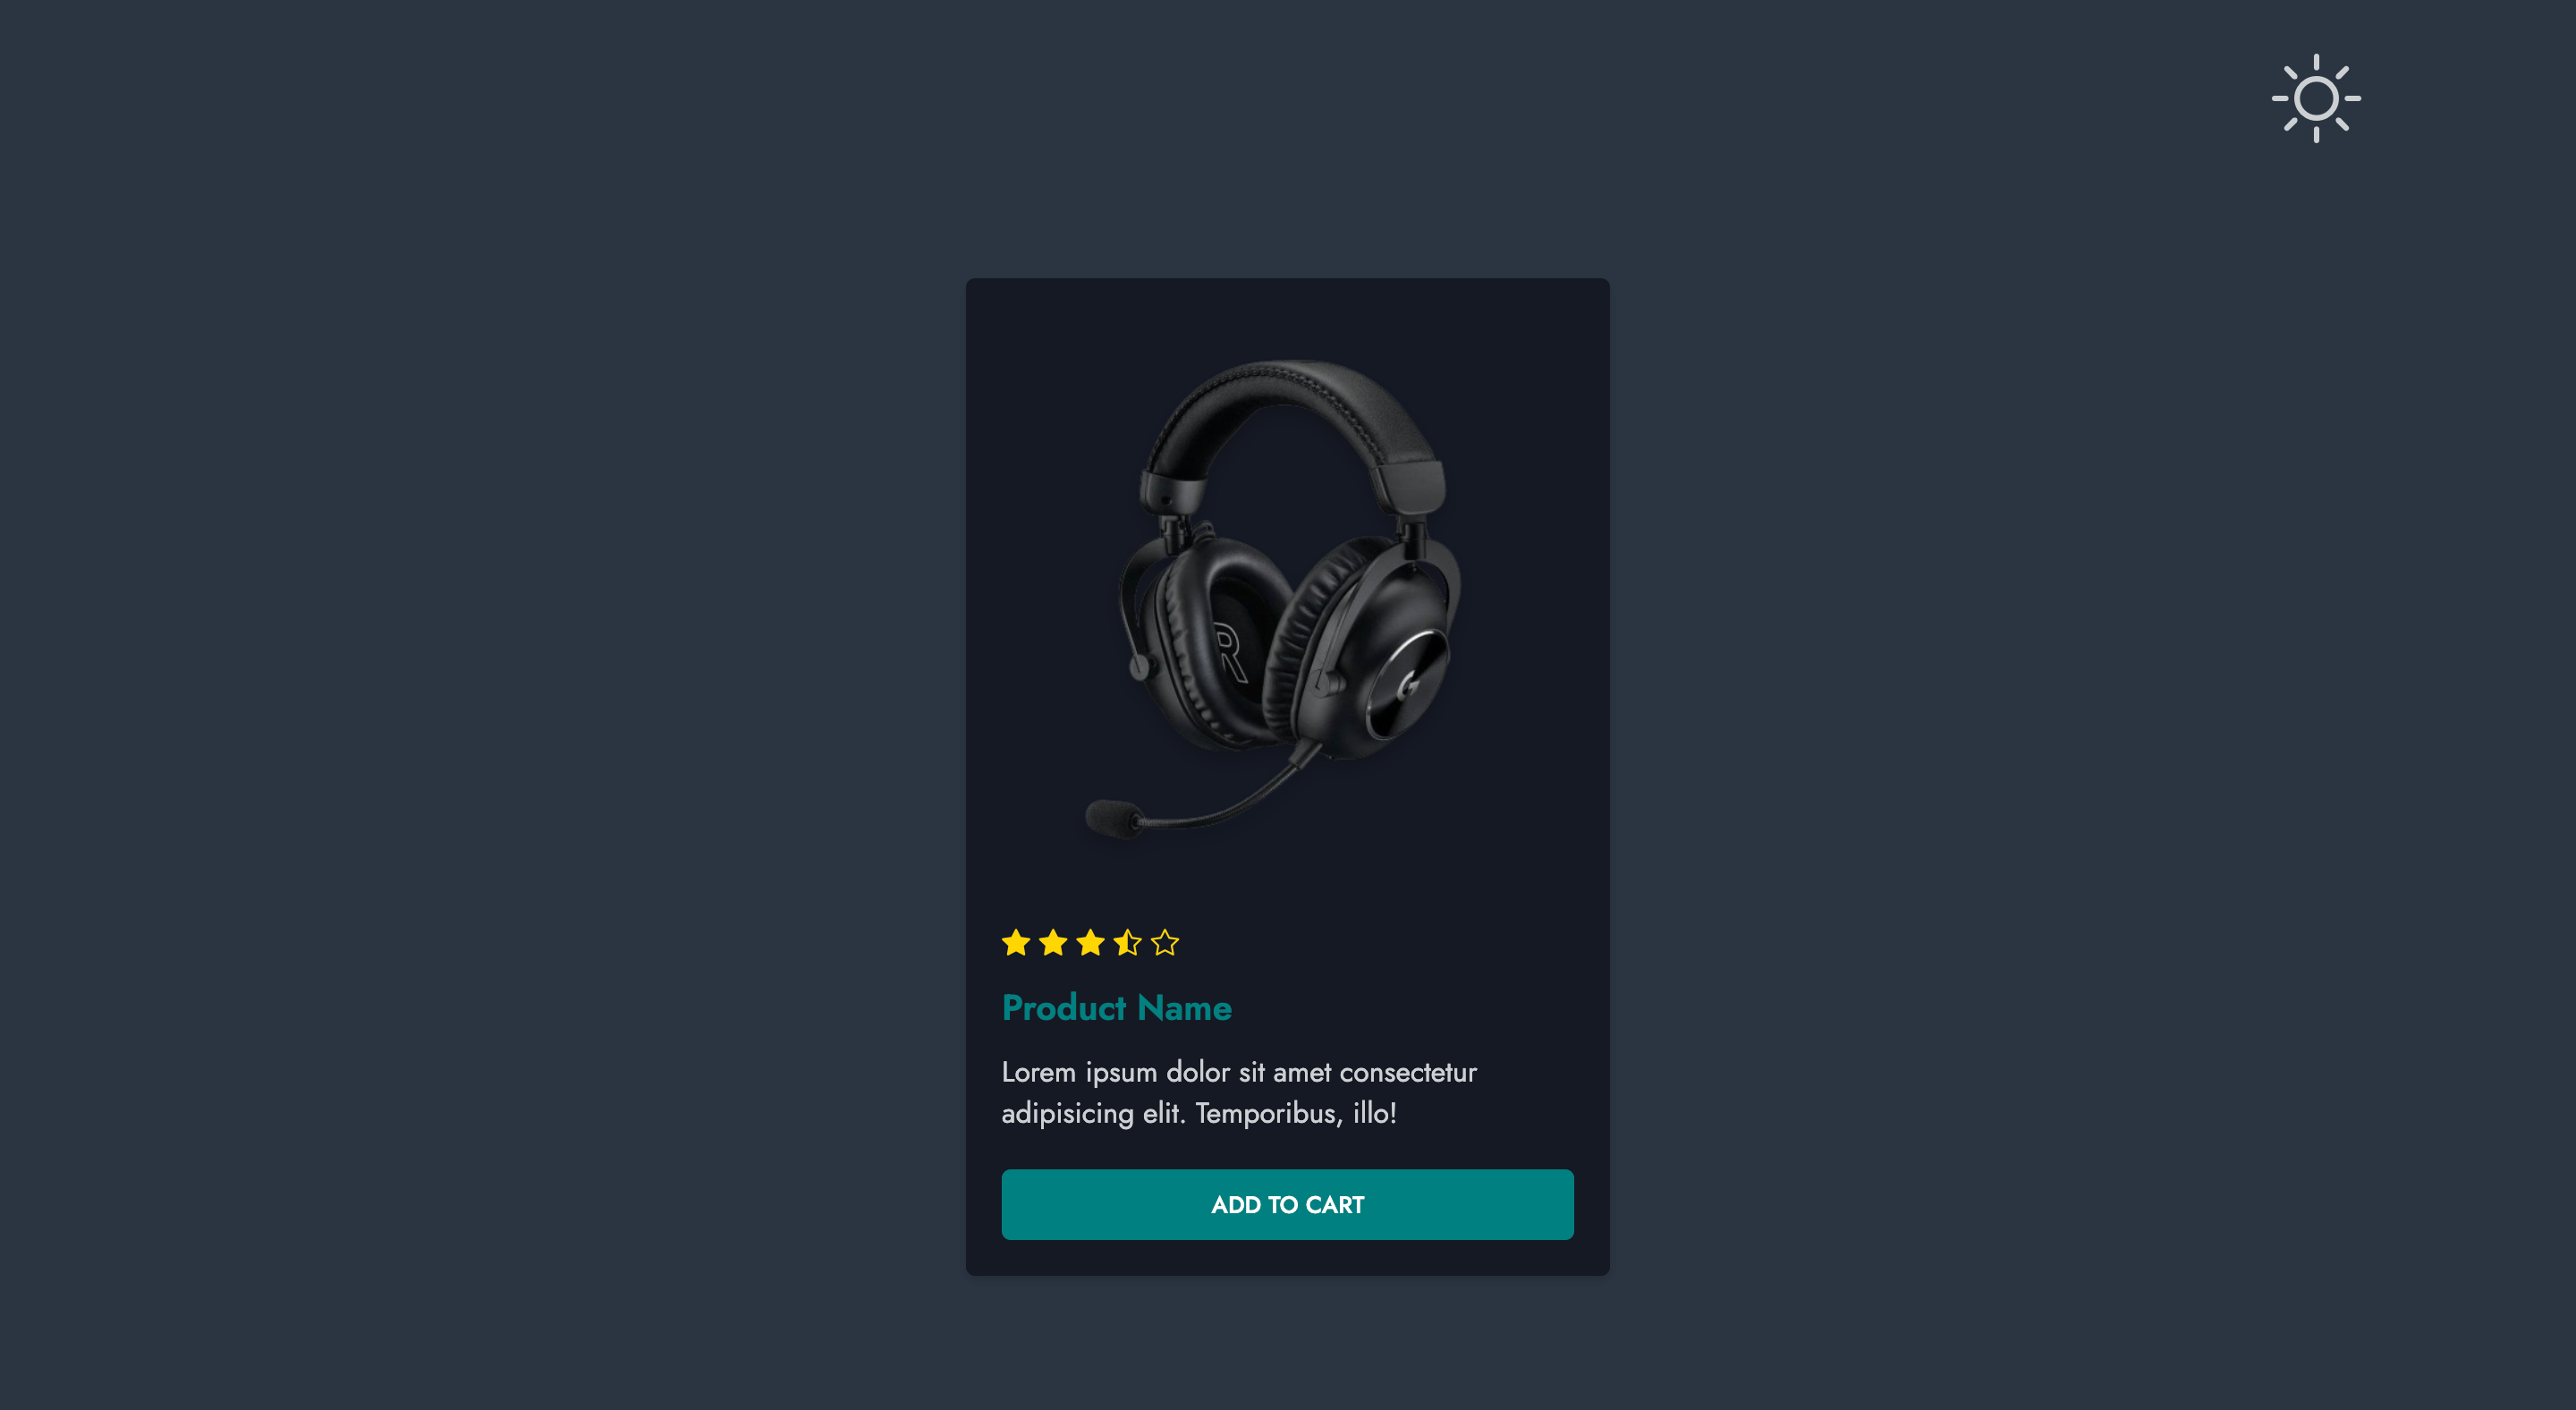 R
G
Product Name
Lorem ipsum dolor sit amet consectetur
adipisicing elit. Temporibus, illo!
ADD TO CART